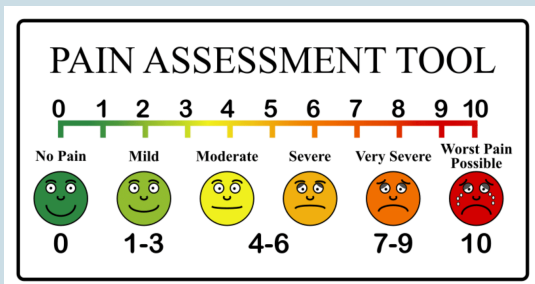 PAIN ASSESSMENT TOOL
0 1 2 3 4 5 6 7 8 9 10
No Pain Mild Moderate Severe Very Severe Worst Pain
Possible
0 1-3 4-6 7-9 10